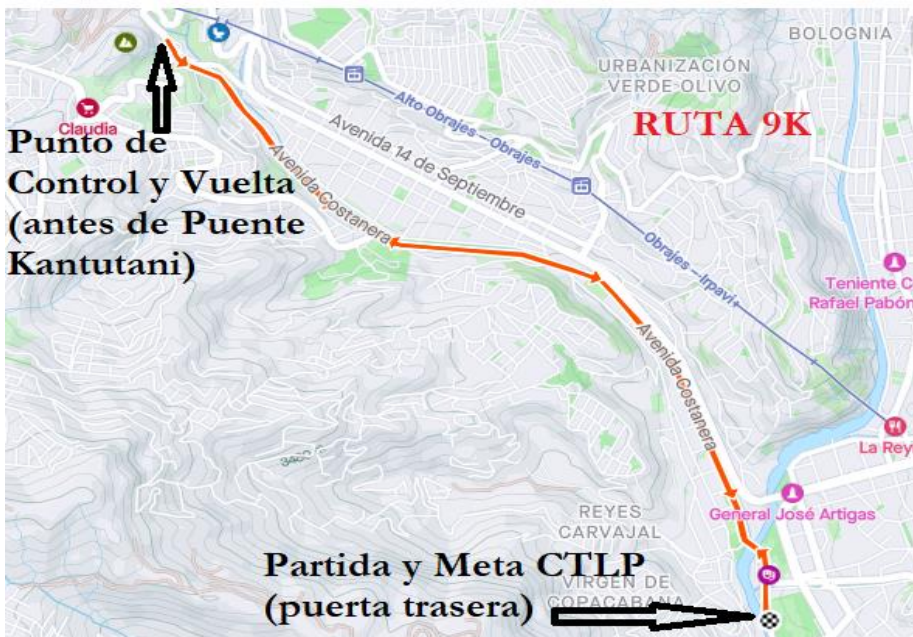 BOLOGNIA
URBANIZACIÓN
VERDE OLIVO
RUTA 9K
Alto Obrajes — Obrajes
Avenida 14 de Septiembre
Claudia
Punto de
Control y Vuelta
(antes de Puente
Kantutani)
Avenida Costanera
Obrajes - Irpavi
Teniente C
Rafael Pabón
Avenida Costanera
La Rey
General José Artigas
REYES
CARVAJAL
Partida y Meta CTLP
(puerta trasera)
VIRGEN DE
COPACABANA